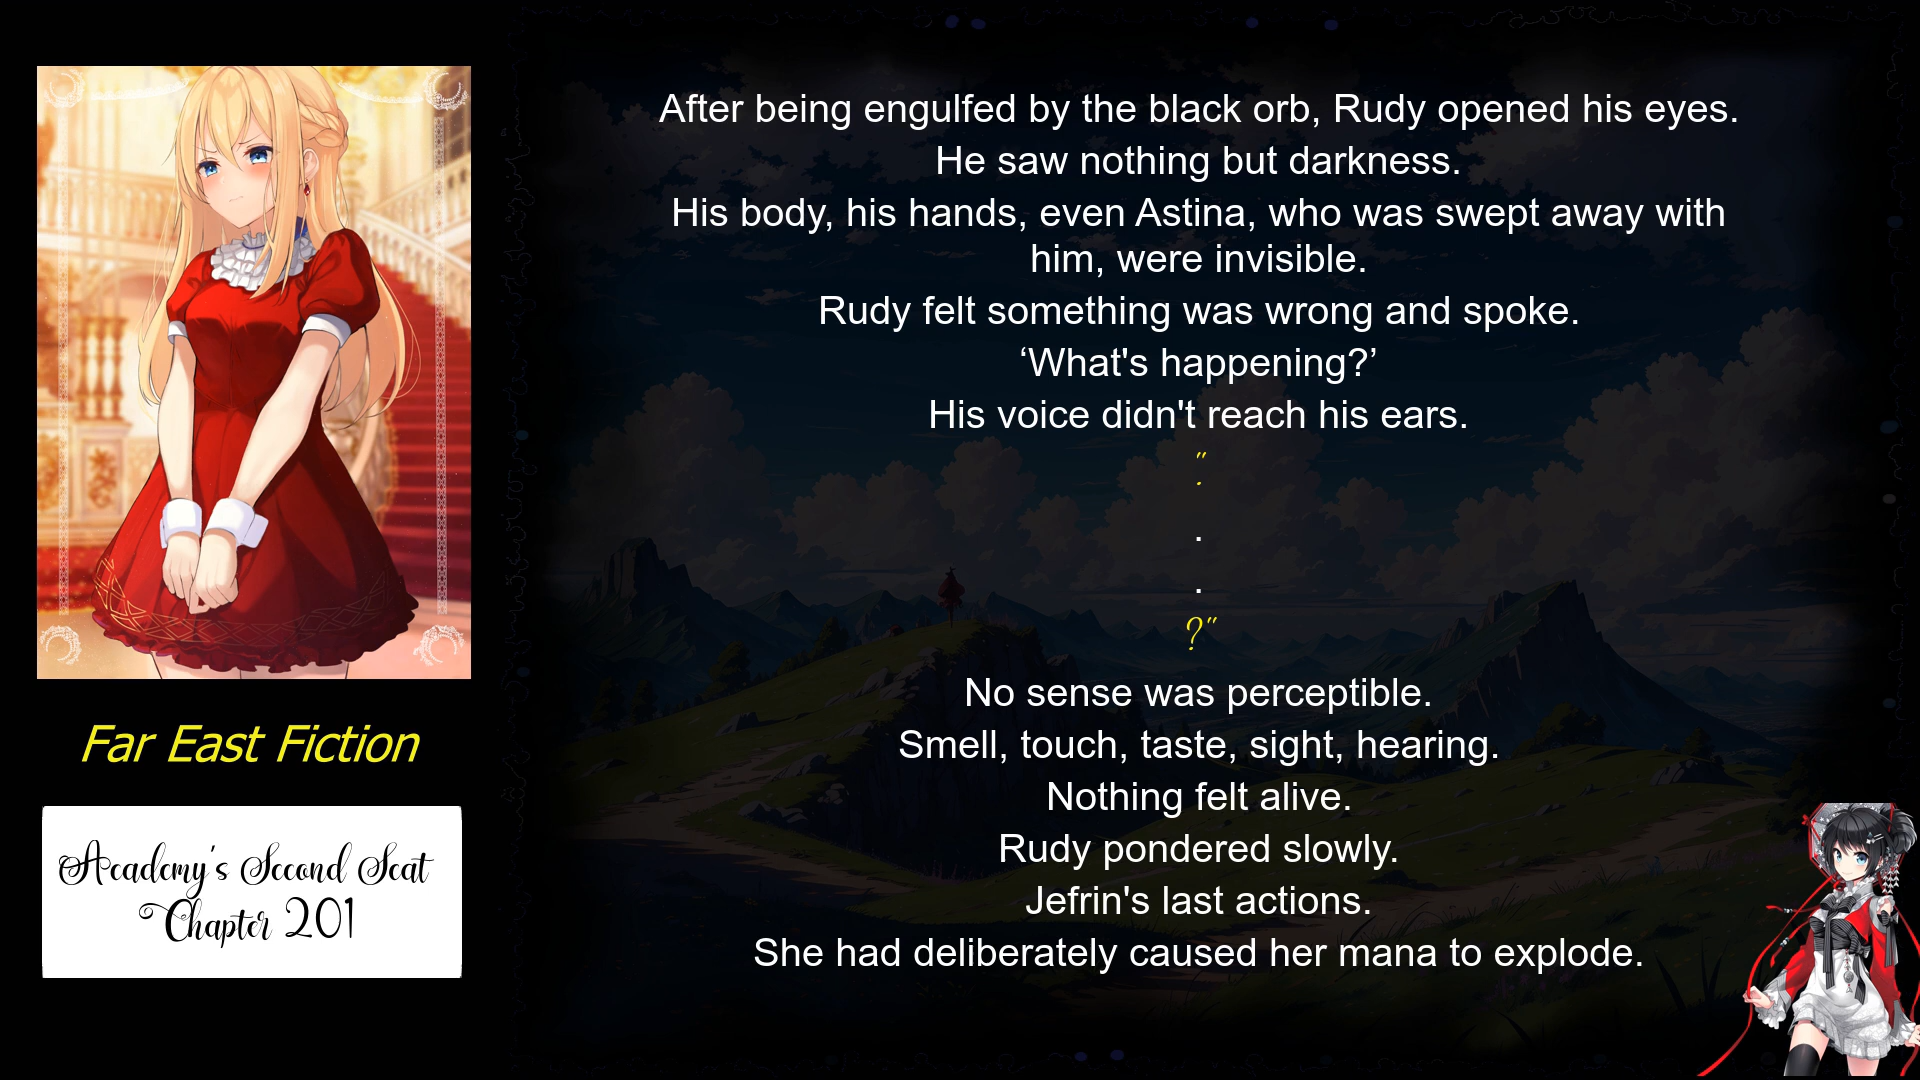 After being engulfed by the black orb, Rudy opened his eyes.
He saw nothing but darkness.
His body, his hands, even Astina, who was swept away with
him, were invisible.
Rudy felt something was wrong and spoke.
‘What's happening?’
His voice didn't reach his ears.
".
.
.
?"
No sense was perceptible.
Smell, touch, taste, sight, hearing.
Nothing felt alive.
Rudy pondered slowly.
Jefrin's last actions.
She had deliberately caused her mana to explode.
Far East Fiction
Academy's Second Seat
Chapter 201